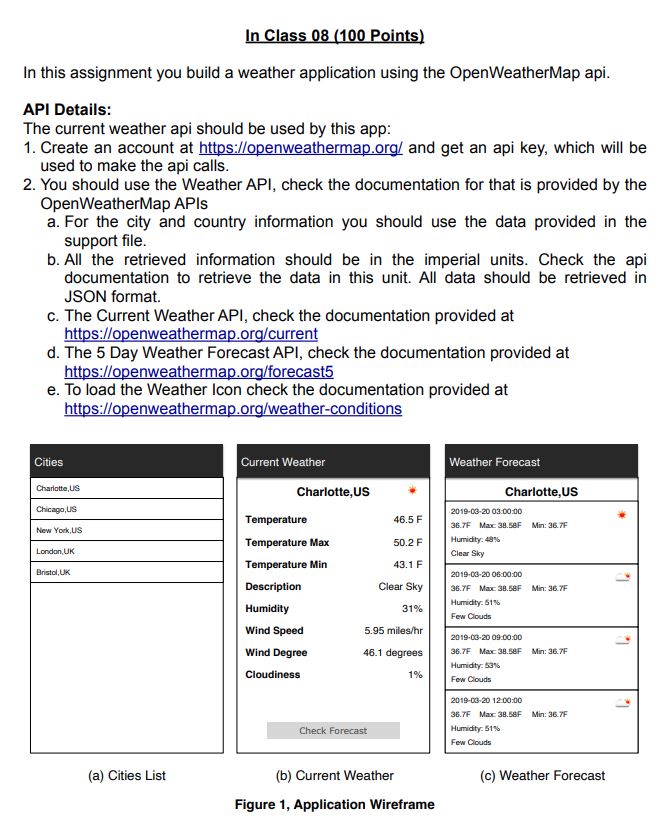 In Class 08 (100 Points)
In this assignment you build a weather application using the OpenWeatherMap api.
API Details:
The current weather api should be used by this app:
1. Create an account at https://openweathermap.org/ and get an api key, which will be
used to make the api calls.
2. You should use the Weather API, check the documentation for that is provided by the
OpenWeatherMap APIs
a. For the city and country information you should use the data provided in the
support file.
b. All the retrieved information should be in the imperial units. Check the api
documentation to retrieve the data in this unit. All data should be retrieved in
JSON format.
c. The Current Weather API, check the documentation provided at
https://openweathermap.org/current
d. The 5 Day Weather Forecast API, check the documentation provided at
https://openweathermap.org/forecast5
e. To load the Weather Icon check the documentation provided at
https://openweathermap.org/weather-conditions
Cities
Charlotte,US
Chicago,US
New York,US
London,UK
Bristol,UK
(a) Cities List
Current Weather
Charlotte,US
Temperature 46.5 F
Temperature Max 50.2 F
Temperature Min 43.1 F
Description Clear Sky
Humidity 31%
Wind Speed 5.95 miles/hr
Wind Degree 46.1 degrees
Cloudiness 1%
Check Forecast
(b) Current Weather
Weather Forecast
Charlotte,US
2019-03-20 03:00:00
36.7F Max: 38.58F Min: 36.7F
Humidity: 48%
Clear Sky
2019-03-20 06:00:00
36.7F Max: 38.58F Min: 36.7F
Humidity: 51%
Few Clouds
2019-03-20 09:00:00
36.7F Max: 38.58F Min: 36.7F
Humidity: 53%
Few Clouds
2019-03-20 12:00:00
36.7F Max: 38.58F Min: 36.7F
Humidity: 51%
Few Clouds
(c) Weather Forecast
Figure 1, Application Wireframe